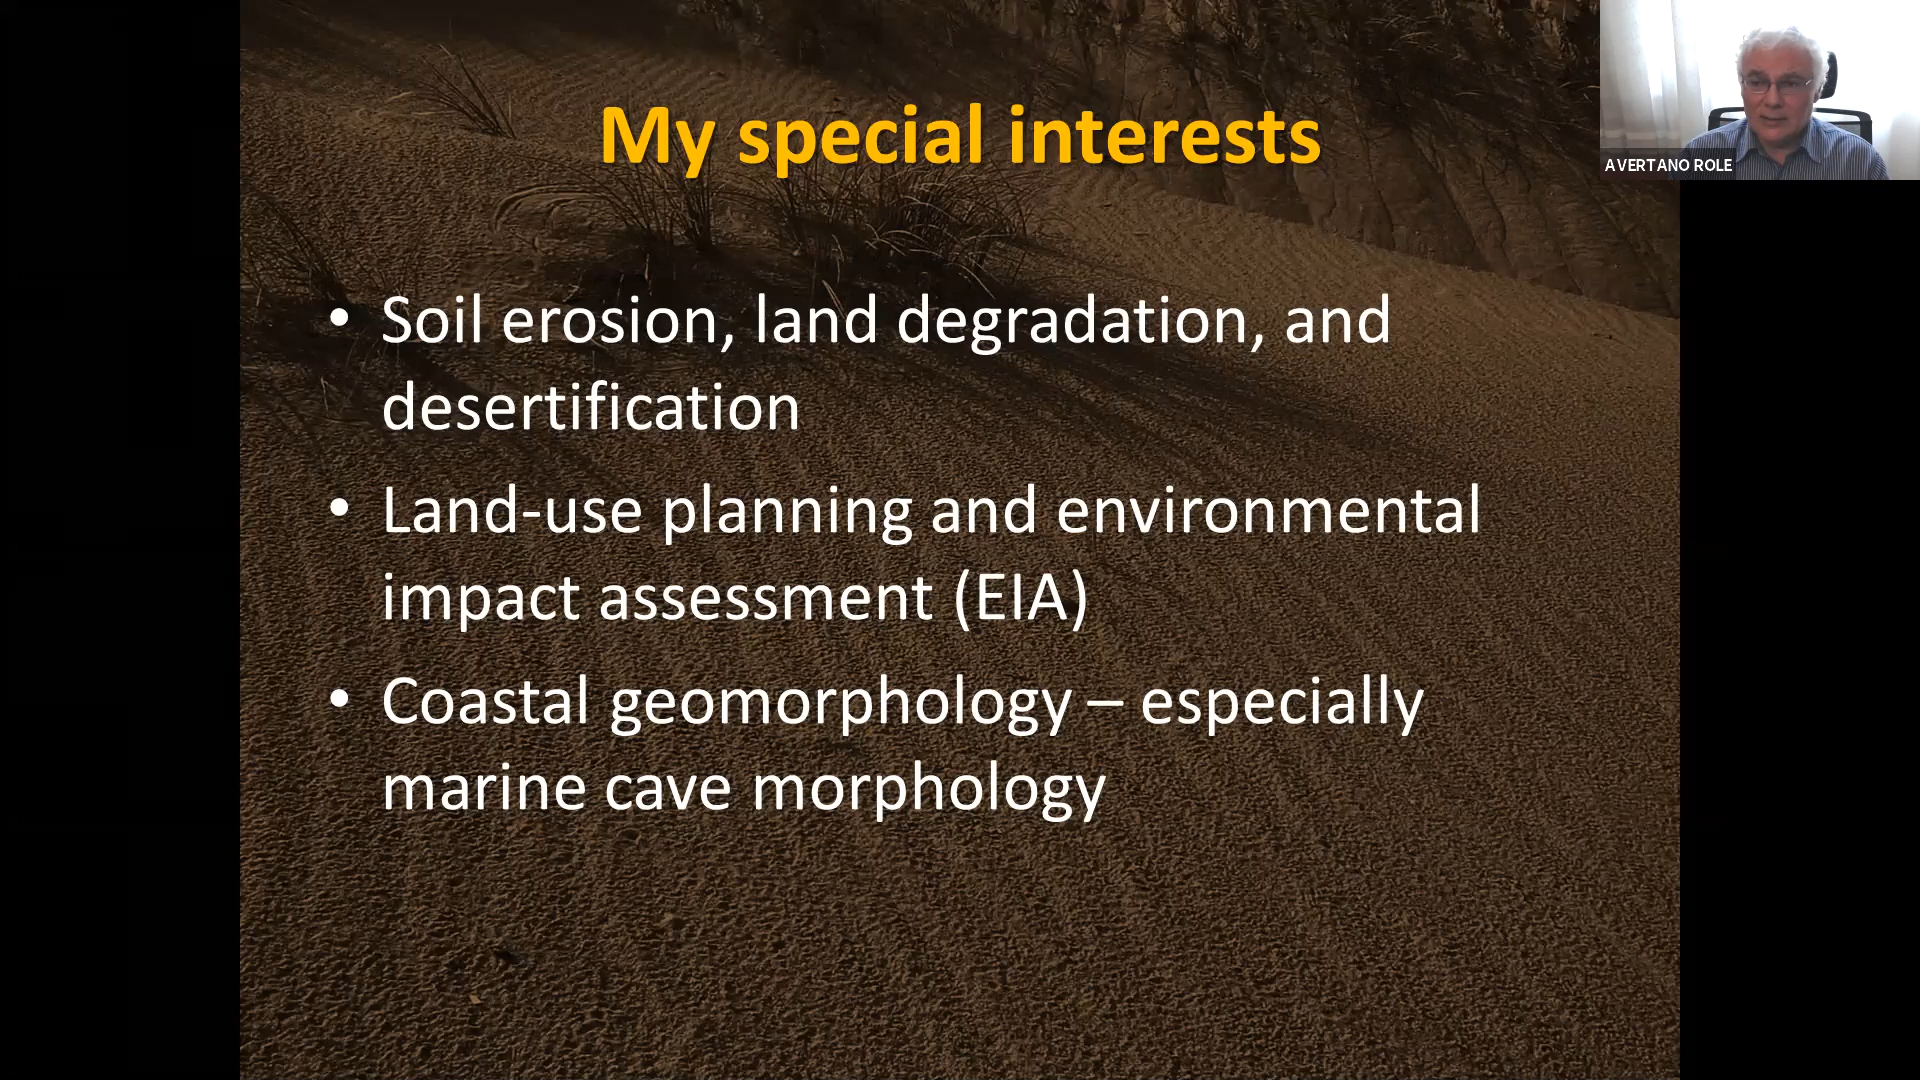 My special interests
AVERTANO ROLE
• Soil erosion, land degradation, and
desertification
• Land-use planning and environmental
impact assessment (EIA)
• Coastal geomorphology – especially
marine cave morphology